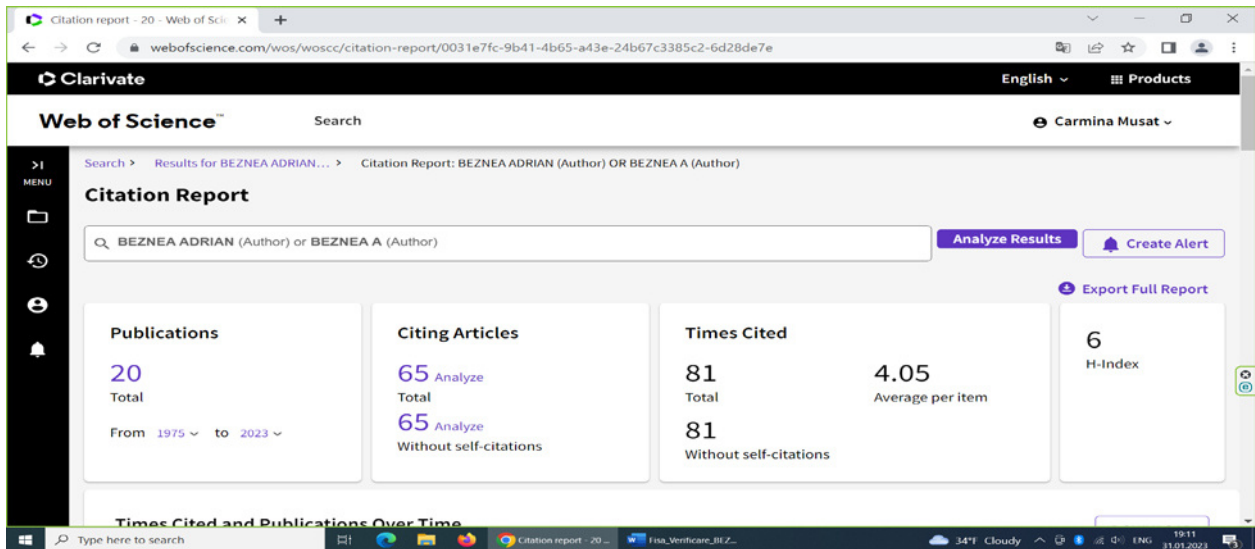 Citation report - 20 - Web of Scie
webofscience.com/wos/woscc/citation-report/0031e7fc-9b41-4b65-a43e-24b67c3385c2-6d28de7e
Clarivate English Products
Web of Science™ Search Carmina Musat
MENU
Search > Results for BEZNEA ADRIAN... > Citation Report: BEZNEA ADRIAN (Author) OR BEZNEA A (Author)
Citation Report
BEZNEA ADRIAN (Author) or BEZNEA A (Author) Analyze Results Create Alert
Export Full Report
Publications
20
Total
From 1975 to 2023
Citing Articles
65 Analyze
Total
65 Analyze
Without self-citations
Times Cited
81
Total
4.05
Average per item
81
Without self-citations
6
H-Index
Times Cited and Publications Over Time
Type here to search Citation report - 20 ... Fisa_Verificare_BEZ... 34°F Cloudy ENG 19:11
31.01.2023